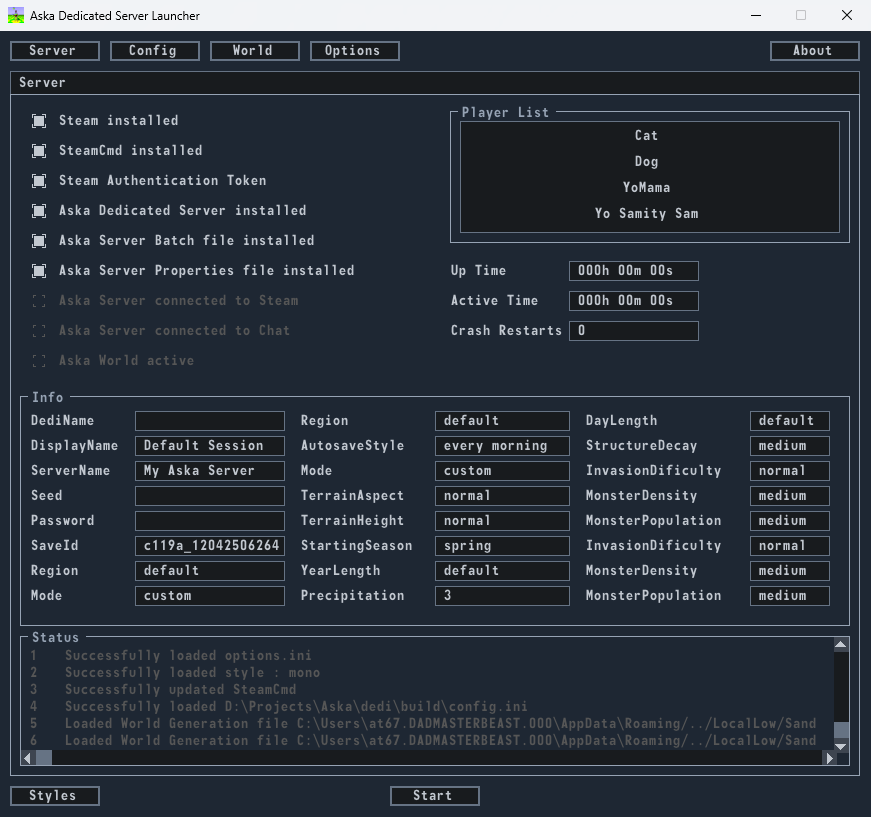 Aska Dedicated Server Launcher
Server Config World Options About
Server
Steam installed
SteamCmd installed
Steam Authentication Token
Aska Dedicated Server installed
Aska Server Batch file installed
Aska Server Properties file installed
Aska Server connected to Steam
Aska Server connected to Chat
Aska World active
Player List
Cat
Dog
YoMama
Yo Samity Sam
Up Time 000h 00m 00s
Active Time 000h 00m 00s
Crash Restarts 0
Info
DediName Region default DayLength default
DisplayName Default Session AutosaveStyle every morning StructureDecay medium
ServerName My Aska Server Mode custom InvasionDificulty normal
Seed TerrainAspect normal MonsterDensity medium
Password TerrainHeight normal MonsterPopulation medium
SaveId c119a_12042506264 StartingSeason spring InvasionDificulty normal
Region default YearLength default MonsterDensity medium
Mode custom Precipitation 3 MonsterPopulation medium
Status
1 Successfully loaded options.ini
2 Successfully loaded style : mono
3 Successfully updated SteamCmd
4 Successfully loaded D:\Projects\Aska\dedi\build\config.ini
5 Loaded World Generation file C:\Users\at67.DADMASTERBEAST.000\AppData\Roaming/../LocalLow/Sand
6 Loaded World Generation file C:\Users\at67.DADMASTERBEAST.000\AppData\Roaming/../LocalLow/Sand
Styles Start